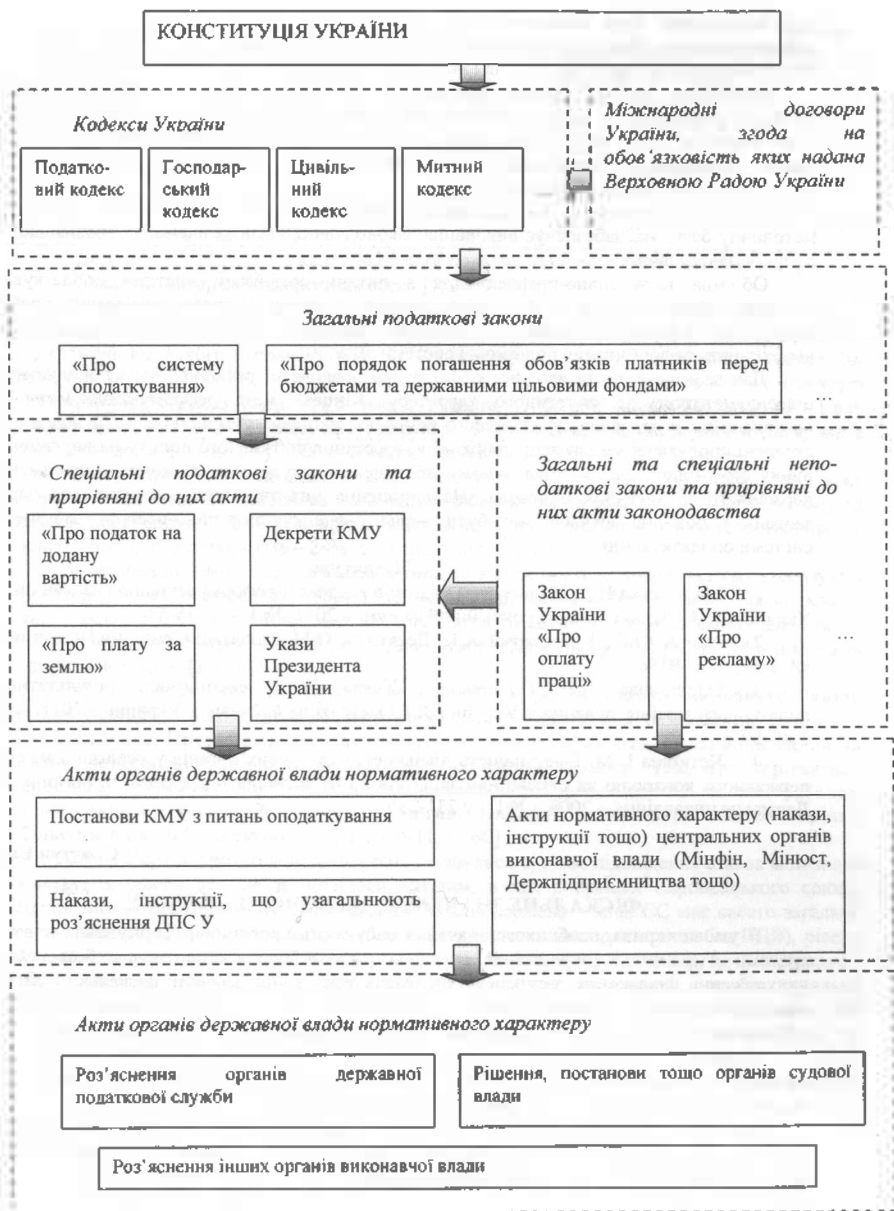 КОНСТИТУЦІЯ УКРАЇНИ
Кодекси України
Податко-
вий кодекс
Господар-
ський
кодекс
Цивіль-
ний
кодекс
Митний
кодекс
Міжнародні договори
України, згода на
обов’язковість яких надана
Верховною Радою України
Загальні податкові закони
«Про систему
оподаткування»
«Про порядок погашення обов’язків платників перед
бюджетами та державними цільовими фондами»
...
Спеціальні податкові закони та
прирівняні до них акти
«Про податок на
додану
вартість»
«Про плату за
землю»
Декрети КМУ
Укази
Президента
України
Загальні та спеціальні непо-
даткові закони та прирівняні до
них акти законодавства
Закон
України
«Про
оплату
праці»
Закон
України
«Про
рекламу»
...
Акти органів державної влади нормативного характеру
Постанови КМУ з питань оподаткування
Накази, інструкції, що узагальнюють
роз’яснення ДПС У
Акти нормативного характеру (накази,
інструкції тощо) центральних органів
виконавчої влади (Мінфін, Мінюст,
Держпідприємництва тощо)
Акти органів державної влади нормативного характеру
Роз’яснення органів державної
податкової служби
Рішення, постанови тощо органів судової
влади
Роз’яснення інших органів виконавчої влади